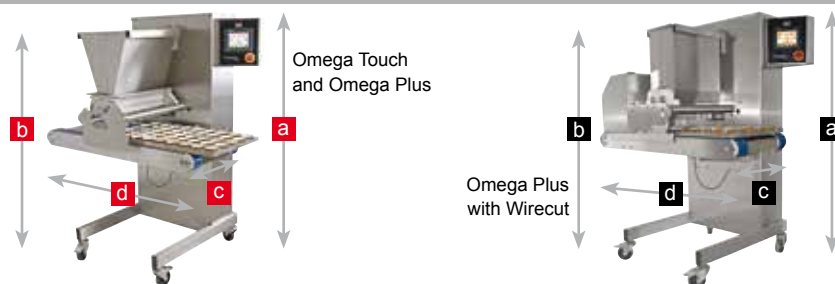 Omega Touch
and Omega Plus
b
a
d
c
Omega Plus
with Wirecut
b
a
d
c